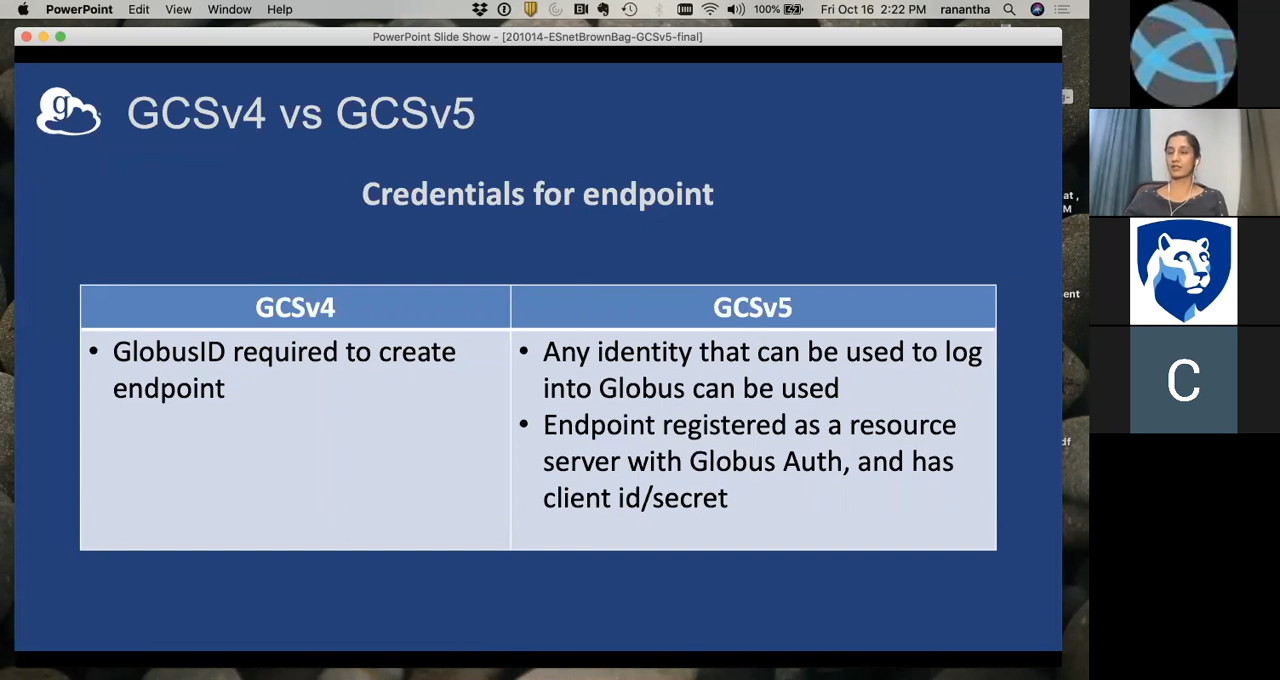 PowerPoint Edit View Window Help 100% Fri Oct 16 2:22 PM ranantha
PowerPoint Slide Show - [201014-ESnetBrownBag-GCSv5-final]
g
GCSv4 vs GCSv5
Credentials for endpoint
GCSv4
GCSv5
• GlobusID required to create
endpoint
• Any identity that can be used to log
into Globus can be used
• Endpoint registered as a resource
server with Globus Auth, and has
client id/secret
at ,
M
ent
df
C